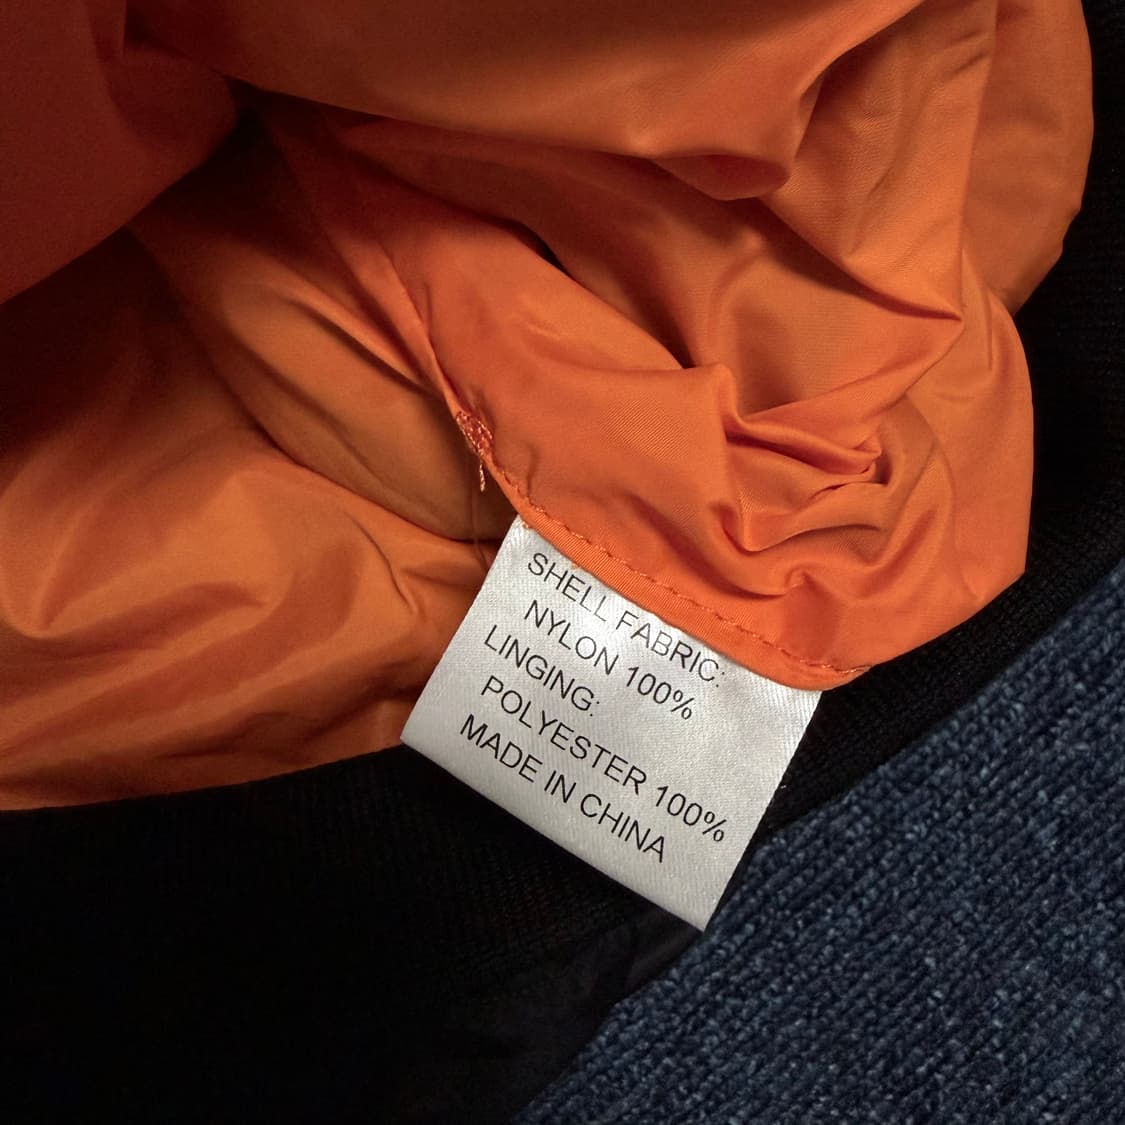 SHELL FABRIC:
NYLON 100%
LINGING:
POLYESTER 100%
MADE IN CHINA